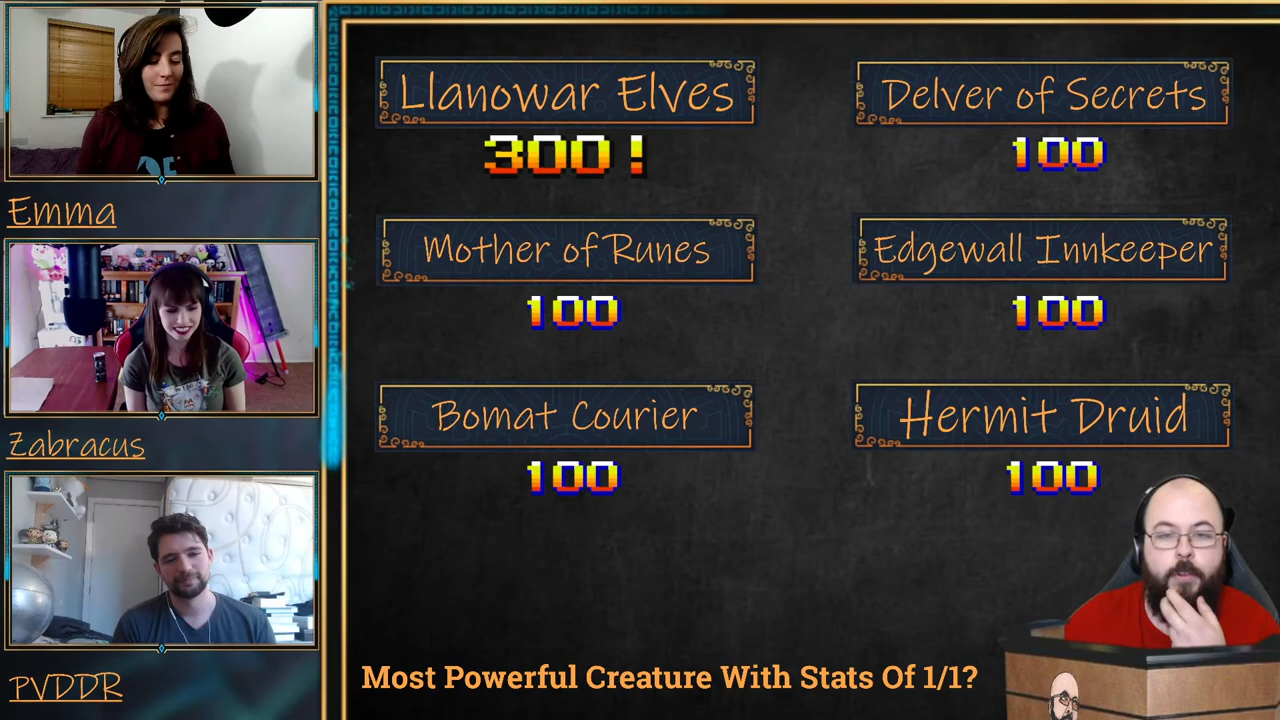 Emma
Zabracus
PVDDR
Llanowar Elves
300!
Delver of Secrets
100
Mother of Runes
100
Edgewall Innkeeper
100
Bomat Courier
100
Hermit Druid
100
Most Powerful Creature With Stats Of 1/1?